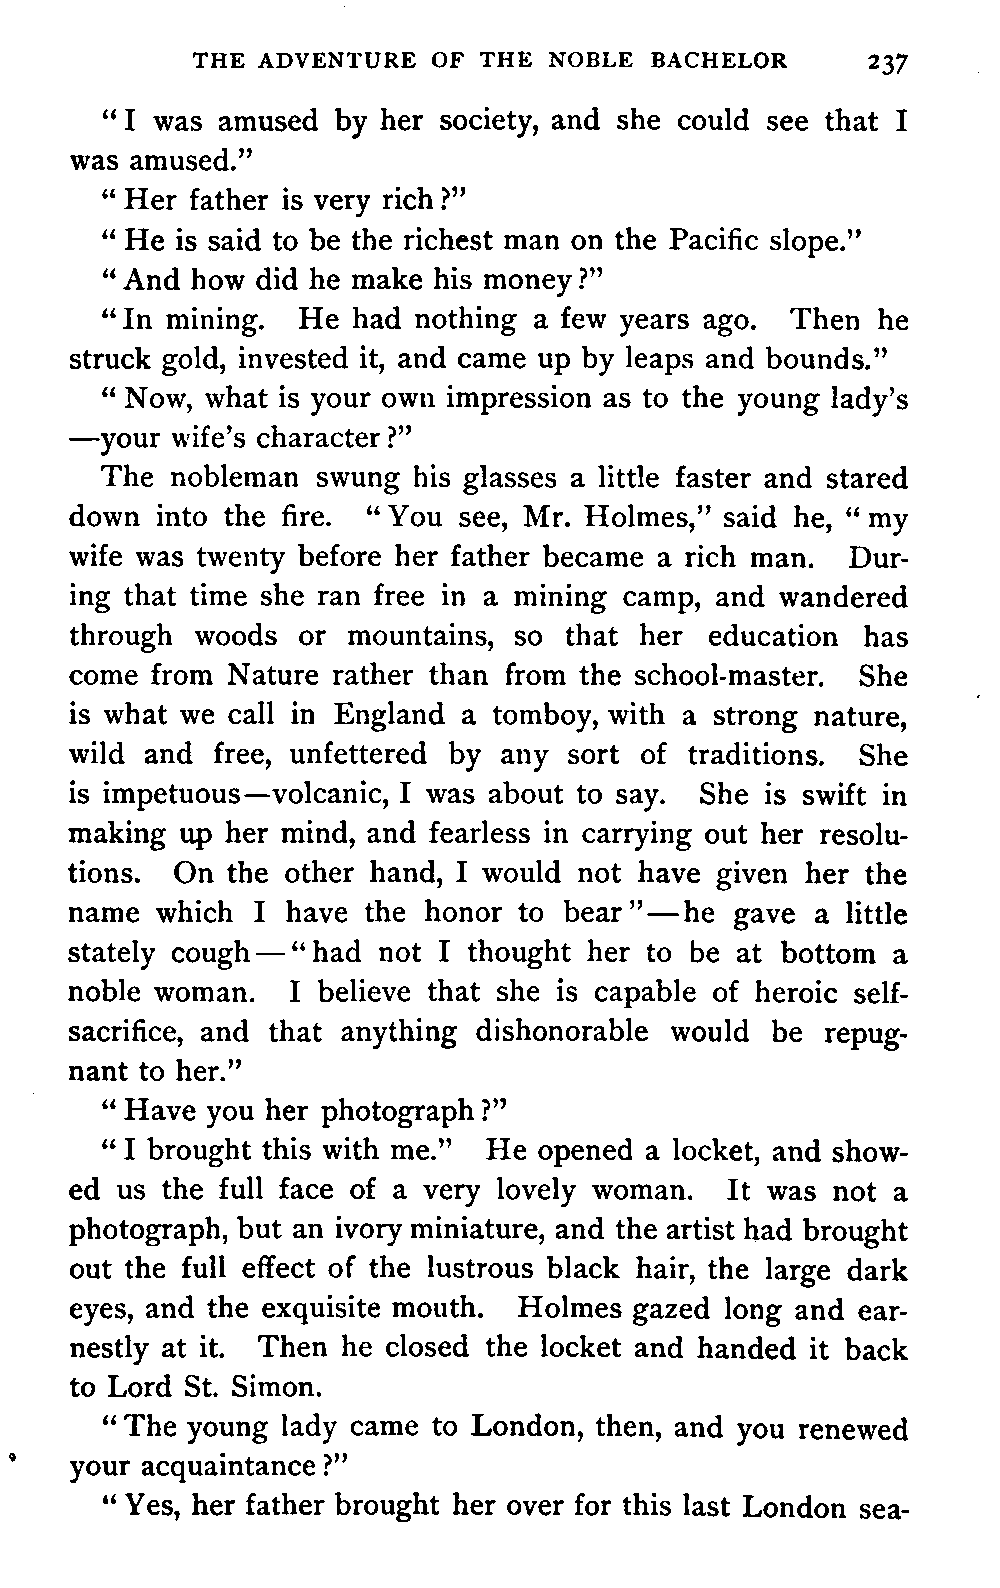 THE ADVENTURE OF THE NOBLE BACHELOR 237
“I was amused by her society, and she could see that I
was amused.”
“Her father is very rich?”
“He is said to be the richest man on the Pacific slope.”
“And how did he make his money?”
“In mining. He had nothing a few years ago. Then he
struck gold, invested it, and came up by leaps and bounds.”
“Now, what is your own impression as to the young lady’s
—your wife’s character?”
The nobleman swung his glasses a little faster and stared
down into the fire. “You see, Mr. Holmes,” said he, “my
wife was twenty before her father became a rich man. Dur-
ing that time she ran free in a mining camp, and wandered
through woods or mountains, so that her education has
come from Nature rather than from the school-master. She
is what we call in England a tomboy, with a strong nature,
wild and free, unfettered by any sort of traditions. She
is impetuous—volcanic, I was about to say. She is swift in
making up her mind, and fearless in carrying out her resolu-
tions. On the other hand, I would not have given her the
name which I have the honor to bear”—he gave a little
stately cough—“had not I thought her to be at bottom a
noble woman. I believe that she is capable of heroic self-
sacrifice, and that anything dishonorable would be repug-
nant to her.”
“Have you her photograph?”
“I brought this with me.” He opened a locket, and show-
ed us the full face of a very lovely woman. It was not a
photograph, but an ivory miniature, and the artist had brought
out the full effect of the lustrous black hair, the large dark
eyes, and the exquisite mouth. Holmes gazed long and ear-
nestly at it. Then he closed the locket and handed it back
to Lord St. Simon.
“The young lady came to London, then, and you renewed
your acquaintance?”
“Yes, her father brought her over for this last London sea-